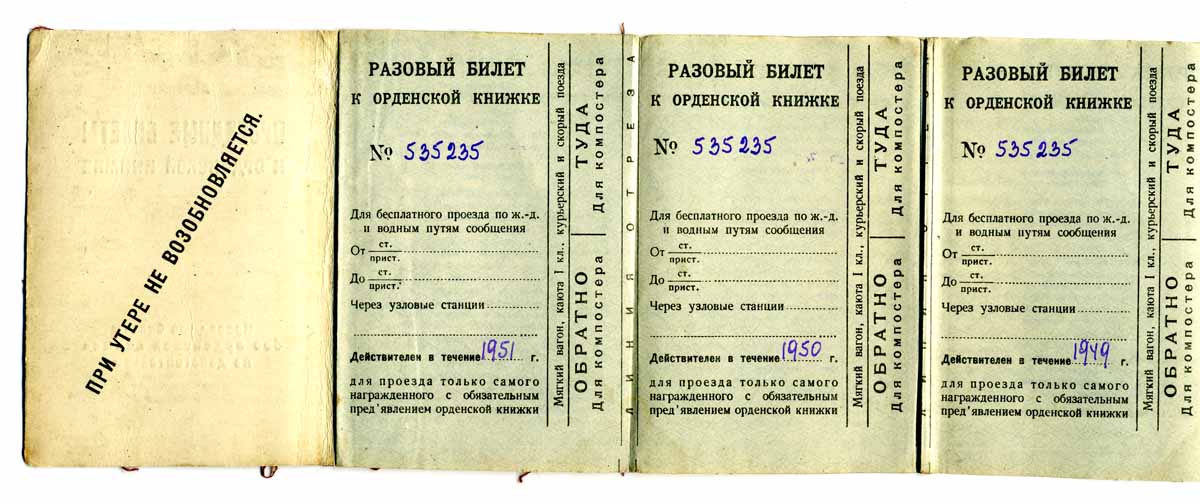 ПРИ УТЕРЕ НЕ ВОЗОБНОВЛЯЕТСЯ.
РАЗОВЫЙ БИЛЕТ
К ОРДЕНСКОЙ КНИЖКЕ
№ 535235
Для бесплатного проезда по ж.-д.
и водным путям сообщения
От ст.
прист.
До ст.
прист.
Через узловые станции
Действителен в течение 1951 г.
для проезда только самого
награжденного с обязательным
пред'явлением орденской книжки
Мягкий вагон, каюта I кл., курьерский и скорый поезда
ТУДА
Для компостера
ОБРАТНО
Для компостера
ЛИНИЯ ОТРЕЗА
РАЗОВЫЙ БИЛЕТ
К ОРДЕНСКОЙ КНИЖКЕ
№ 535235
Для бесплатного проезда по ж.-д.
и водным путям сообщения
От ст.
прист.
До ст.
прист.
Через узловые станции
Действителен в течение 1950 г.
для проезда только самого
награжденного с обязательным
пред'явлением орденской книжки
Мягкий вагон, каюта I кл., курьерский и скорый поезда
ТУДА
Для компостера
ОБРАТНО
Для компостера
РАЗОВЫЙ БИЛЕТ
К ОРДЕНСКОЙ КНИЖКЕ
№ 535235
Для бесплатного проезда по ж.-д.
и водным путям сообщения
От ст.
прист.
До ст.
прист.
Через узловые станции
Действителен в течение 1949 г.
для проезда только самого
награжденного с обязательным
пред'явлением орденской книжки
Мягкий вагон, каюта I кл., курьерский и скорый поезда
ТУДА
Для компостера
ОБРАТНО
Для компостера